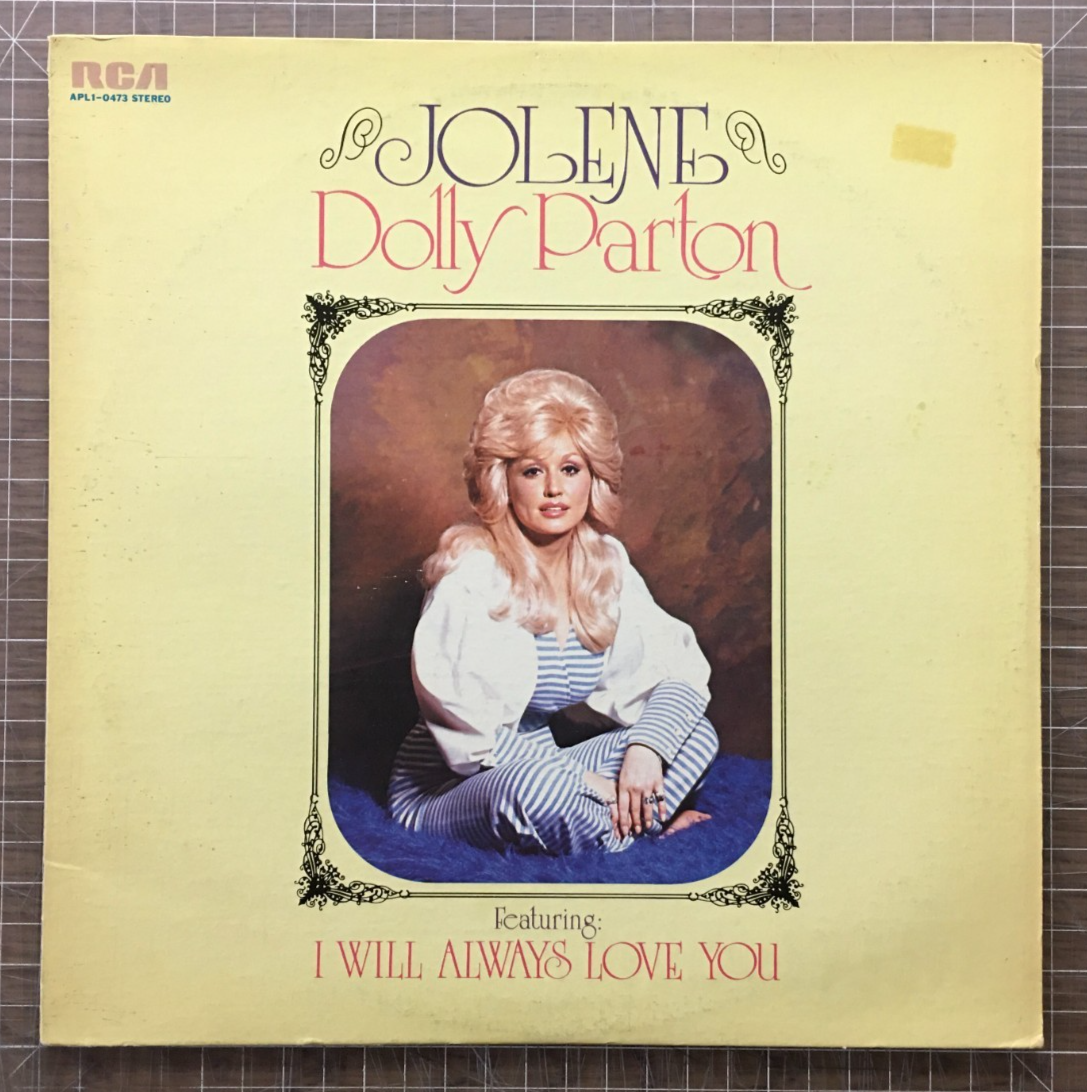 RCA
APL1-0473 STEREO
JOLENE
Dolly Parton
Featuring:
I WILL ALWAYS LOVE YOU